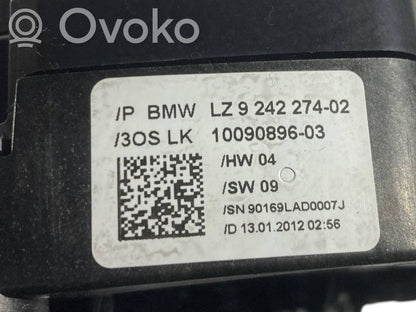 Ovoko
/P BMW LZ 9 242 274-02
/3OS LK 10090896-03
/HW 04
/SW 09
/SN 90169LAD0007J
/D 13.01.2012 02:56